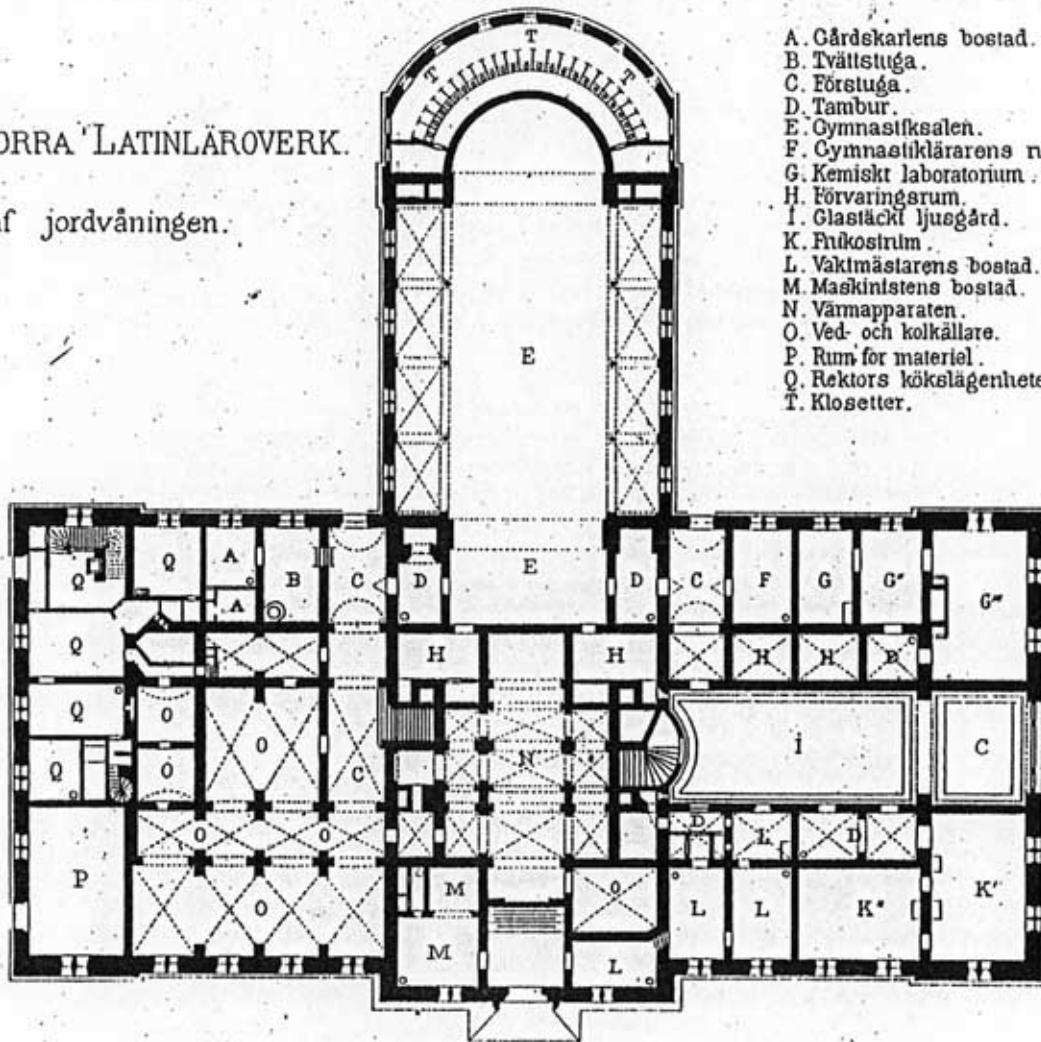 ORRA LATINLÄROVERK.
af jordvåningen.
A. Gårdskarlens bostad.
B. Tvättstuga.
C. Förstuga.
D. Tambur.
E. Gymnastiksalen.
F. Gymnastiklärarens r
G. Kemiskt laboratorium.
H. Förvaringsrum.
I. Glastäckt ljusgård.
K. Frukostrum.
L. Vaktmästarens bostad.
M. Maskinistens bostad.
N. Värmapparaten.
O. Ved- och kolkällare.
P. Rum för materiel.
Q. Rektors kökslägenhete
T. Klosetter.
T
T T
E
Q Q A B C D E D C F G G" G'''
A
Q H H H H D
Q O O C N I C
Q O
O O D L D
P O M O L L K" K'
M L